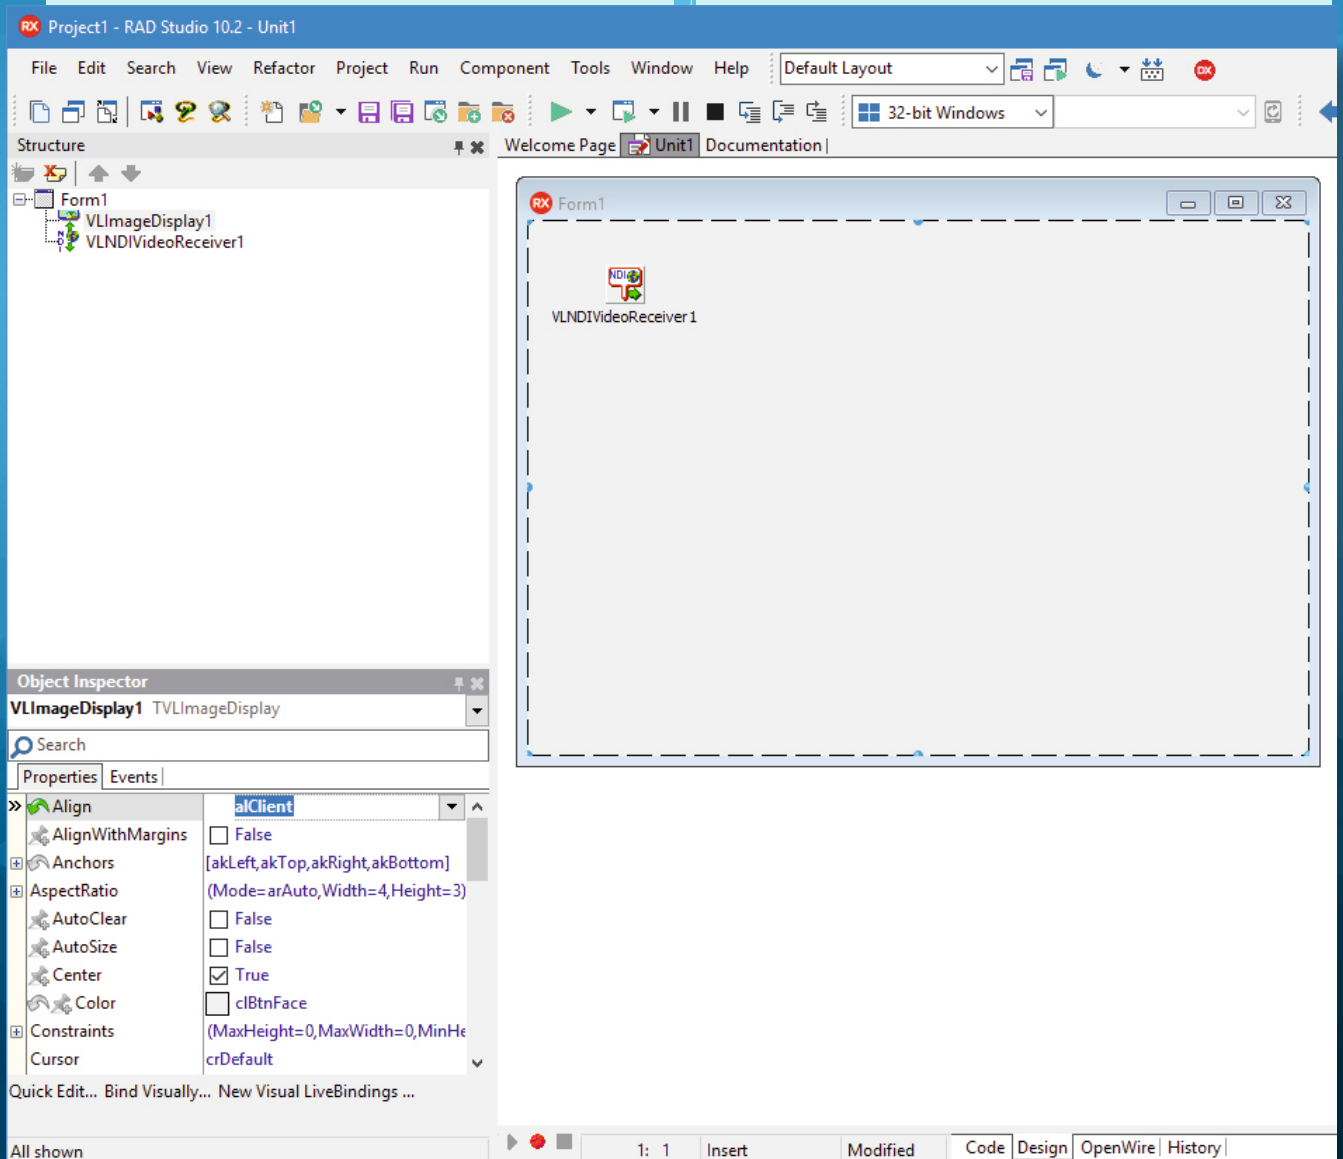 RX Project1 - RAD Studio 10.2 - Unit1
File Edit Search View Refactor Project Run Component Tools Window Help Default Layout DX
32-bit Windows
Structure
Welcome Page Unit1 Documentation
Form1
VLImageDisplay1
VLNDIVideoReceiver1
RX Form1
NDI
VLNDIVideoReceiver1
Object Inspector
VLImageDisplay1 TVLImageDisplay
Search
Properties Events
Align alClient
AlignWithMargins False
Anchors [akLeft,akTop,akRight,akBottom]
AspectRatio (Mode=arAuto,Width=4,Height=3)
AutoClear False
AutoSize False
Center True
Color clBtnFace
Constraints (MaxHeight=0,MaxWidth=0,MinHe
Cursor crDefault
Quick Edit... Bind Visually... New Visual LiveBindings ...
All shown
1: 1 Insert Modified Code Design OpenWire History